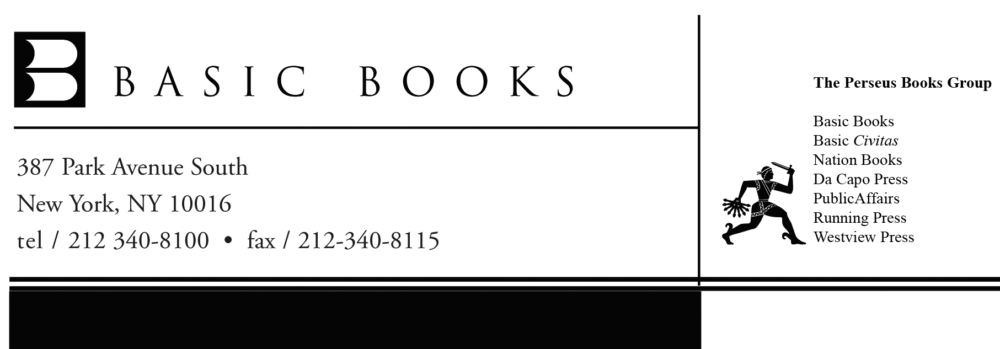 BASIC BOOKS
387 Park Avenue South
New York, NY 10016
tel / 212 340-8100 • fax / 212-340-8115
The Perseus Books Group
Basic Books
Basic Civitas
Nation Books
Da Capo Press
PublicAffairs
Running Press
Westview Press